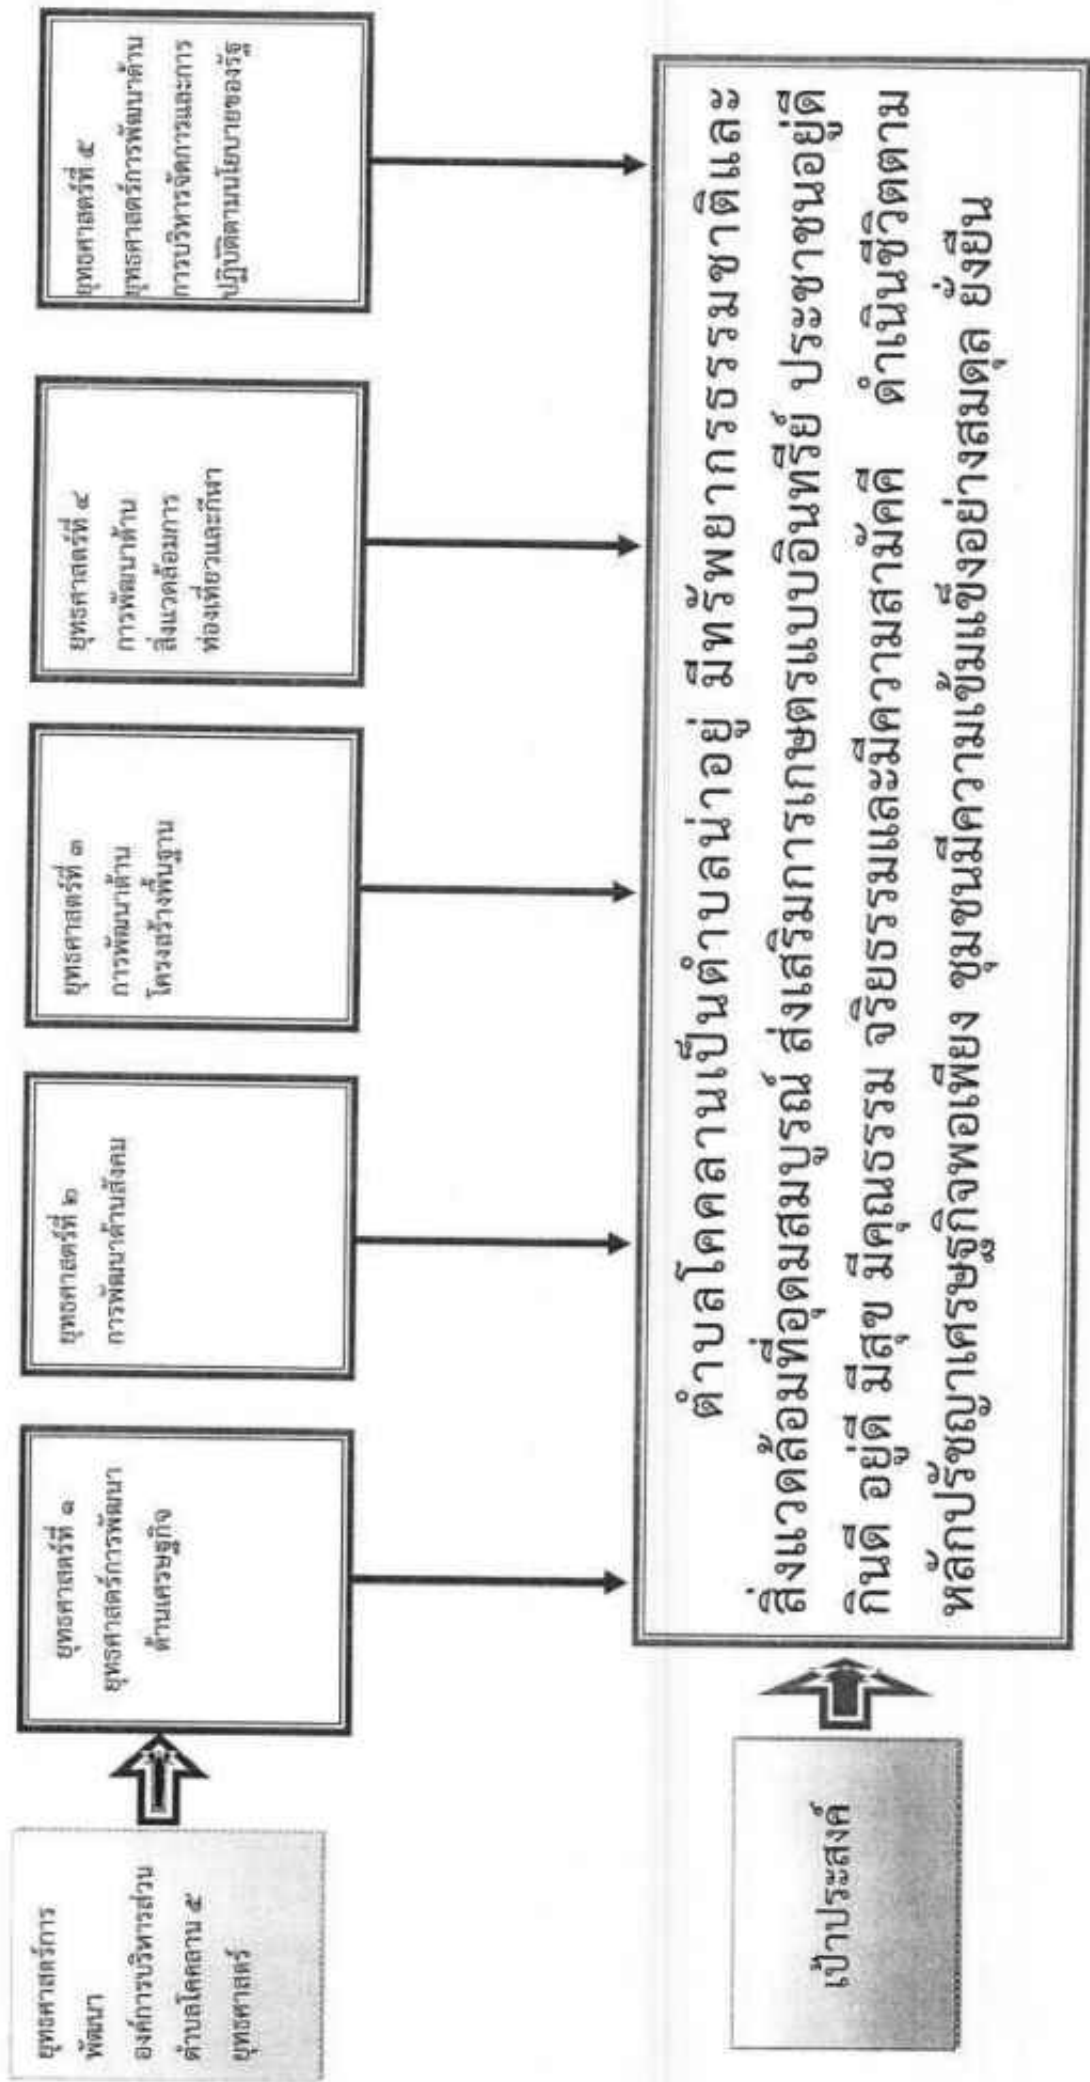 ยุทธศาสตร์การ
พัฒนา
องค์การบริหารส่วน
ตำบลโคคลาน ๕
ยุทธศาสตร์
ยุทธศาสตร์ที่ ๑
ยุทธศาสตร์การพัฒนา
ด้านเศรษฐกิจ
ยุทธศาสตร์ที่ ๒
การพัฒนาด้านสังคม
ยุทธศาสตร์ที่ ๓
การพัฒนาด้าน
โครงสร้างพื้นฐาน
ยุทธศาสตร์ที่ ๔
การพัฒนาด้าน
สิ่งแวดล้อมการ
ท่องเที่ยวและกีฬา
ยุทธศาสตร์ที่ ๕
ยุทธศาสตร์การพัฒนาด้าน
การบริหารจัดการและการ
ปฏิบัติตามนโยบายของรัฐ
เป้าประสงค์
ตำบลโคคลานเป็นตำบลน่าอยู่ มีทรัพยากรธรรมชาติและ
สิ่งแวดล้อมที่อุดมสมบูรณ์ ส่งเสริมการเกษตรแบบอินทรีย์ ประชาชนอยู่ดี
กินดี อยู่ดี มีสุข มีคุณธรรม จริยธรรมและมีความสามัคคี ดำเนินชีวิตตาม
หลักปรัชญาเศรษฐกิจพอเพียง ชุมชนมีความเข้มแข็งอย่างสมดุล ยั่งยืน